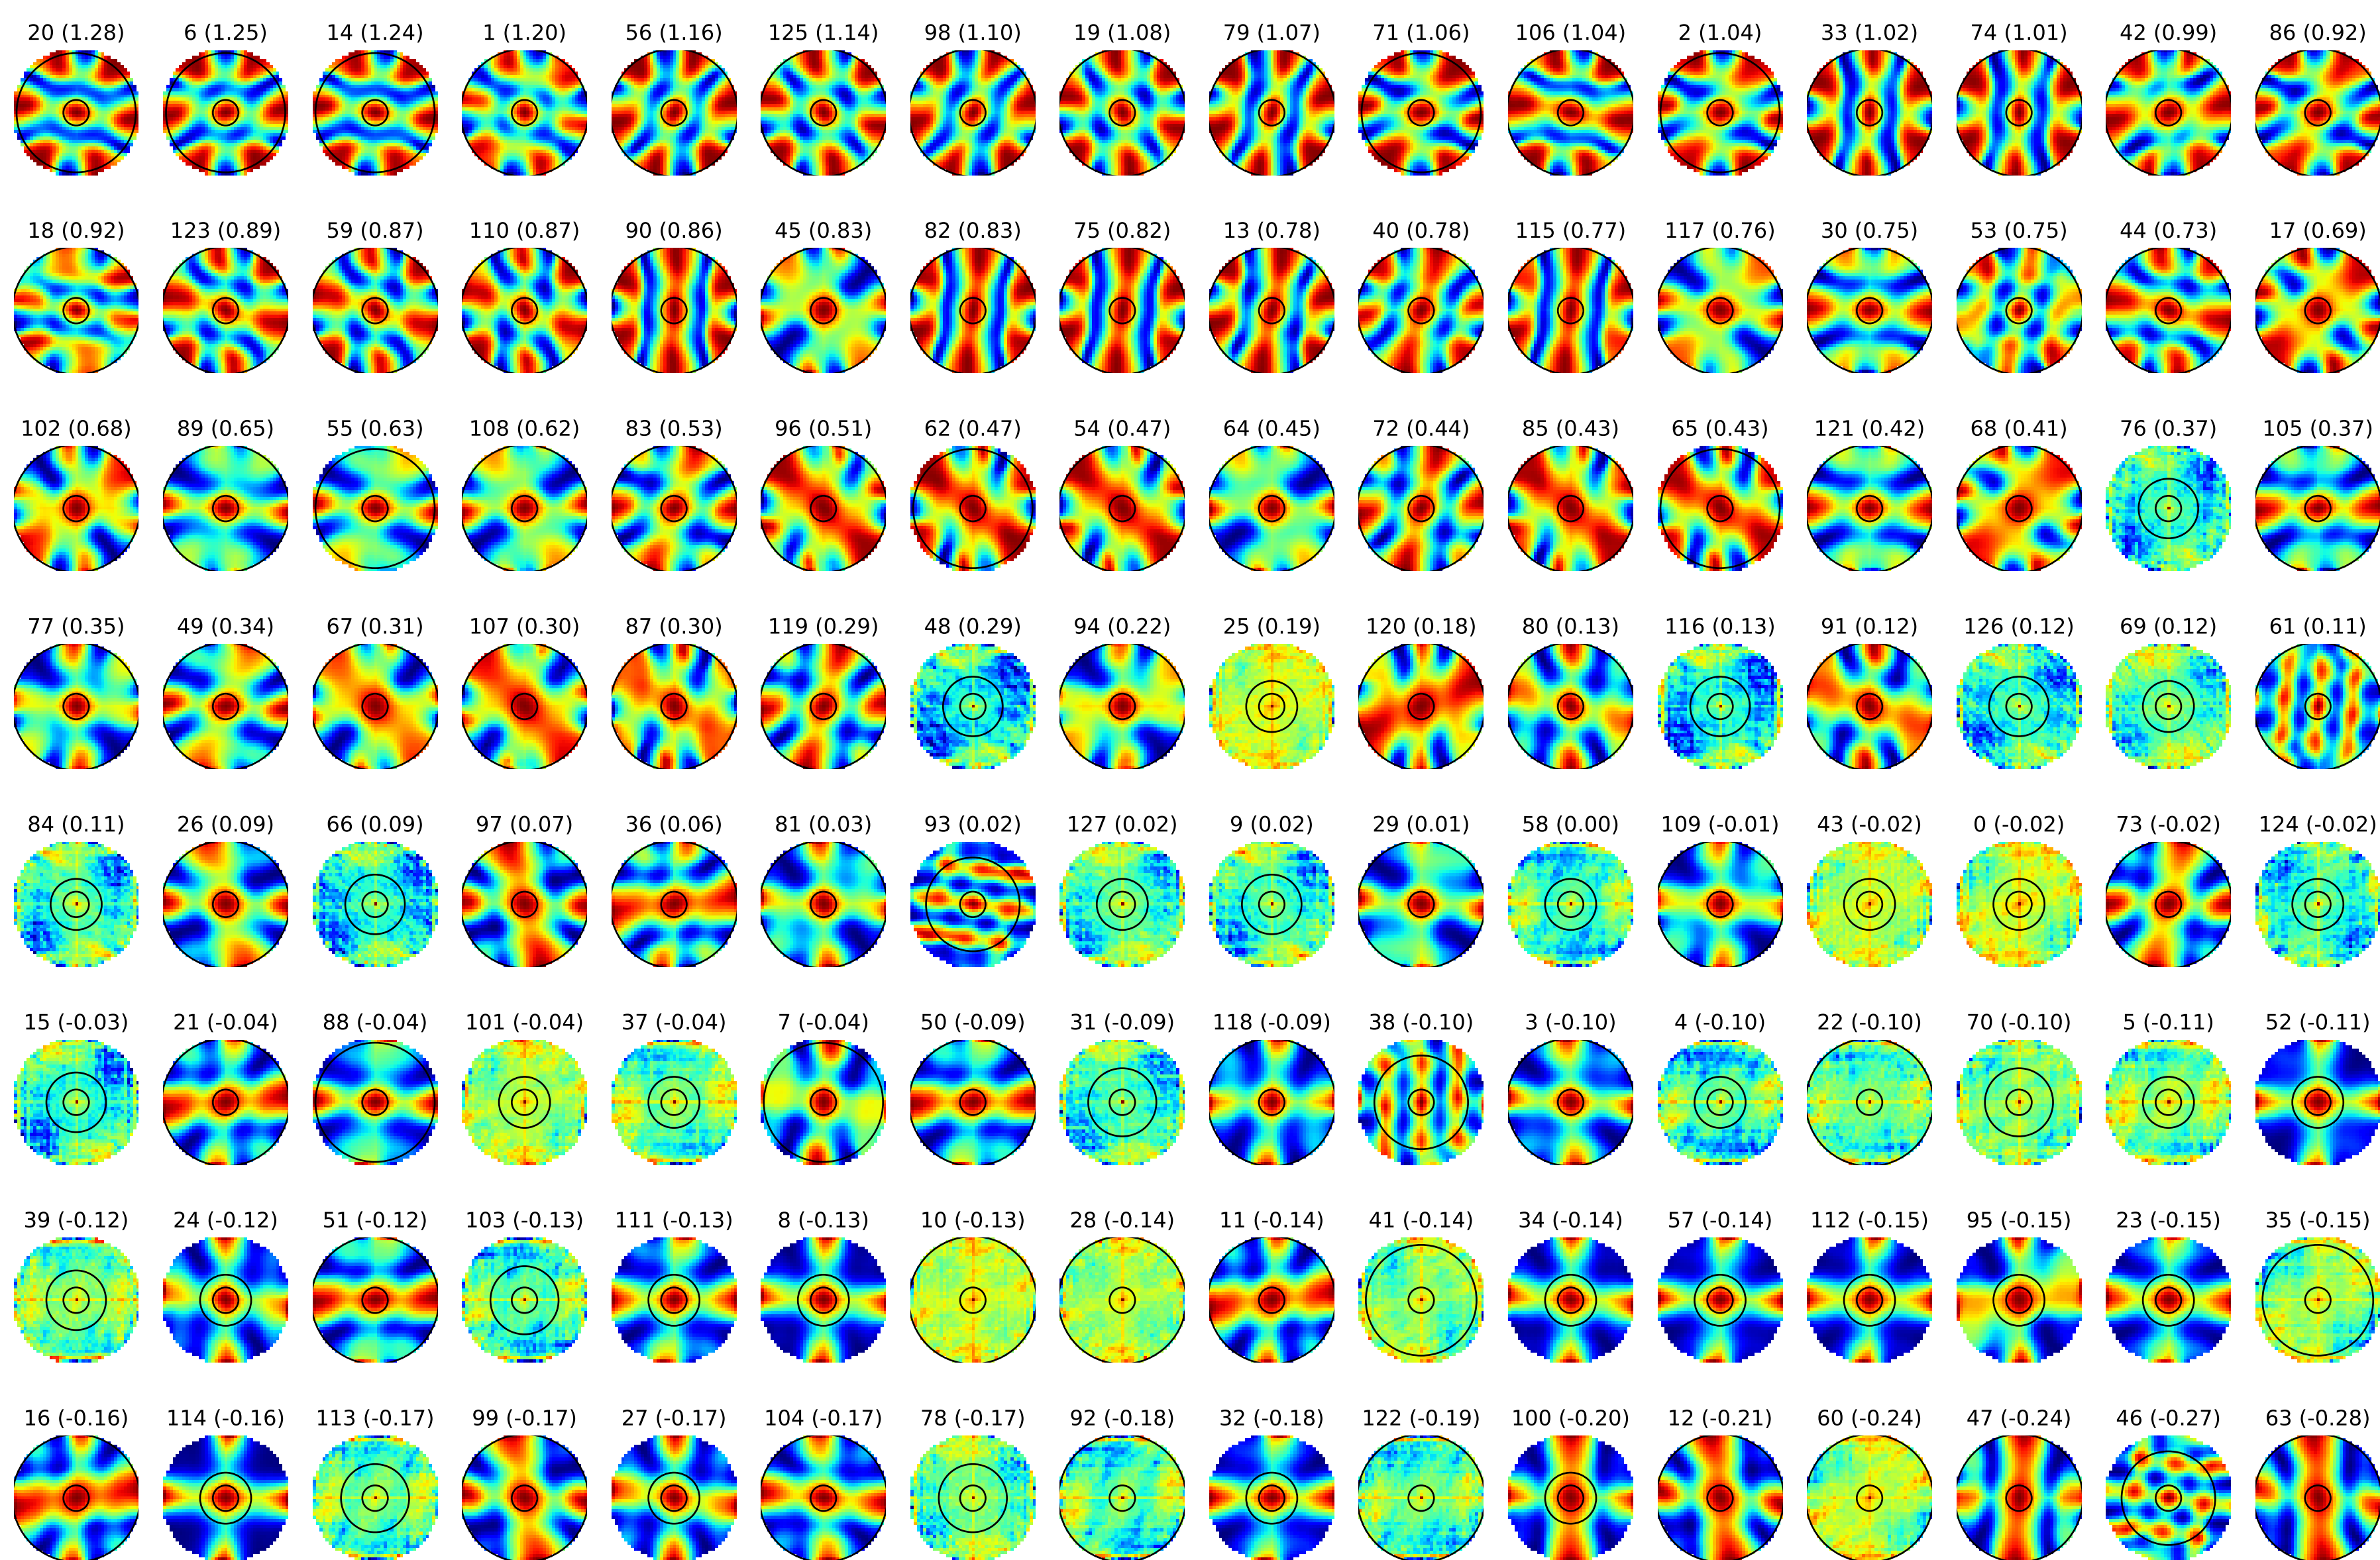 20 (1.28) 6 (1.25) 14 (1.24) 1 (1.20) 56 (1.16) 125 (1.14) 98 (1.10) 19 (1.08) 79 (1.07) 71 (1.06) 106 (1.04) 2 (1.04) 33 (1.02) 74 (1.01) 42 (0.99) 86 (0.92)
18 (0.92) 123 (0.89) 59 (0.87) 110 (0.87) 90 (0.86) 45 (0.83) 82 (0.83) 75 (0.82) 13 (0.78) 40 (0.78) 115 (0.77) 117 (0.76) 30 (0.75) 53 (0.75) 44 (0.73) 17 (0.69)
102 (0.68) 89 (0.65) 55 (0.63) 108 (0.62) 83 (0.53) 96 (0.51) 62 (0.47) 54 (0.47) 64 (0.45) 72 (0.44) 85 (0.43) 65 (0.43) 121 (0.42) 68 (0.41) 76 (0.37) 105 (0.37)
77 (0.35) 49 (0.34) 67 (0.31) 107 (0.30) 87 (0.30) 119 (0.29) 48 (0.29) 94 (0.22) 25 (0.19) 120 (0.18) 80 (0.13) 116 (0.13) 91 (0.12) 126 (0.12) 69 (0.12) 61 (0.11)
84 (0.11) 26 (0.09) 66 (0.09) 97 (0.07) 36 (0.06) 81 (0.03) 93 (0.02) 127 (0.02) 9 (0.02) 29 (0.01) 58 (0.00) 109 (-0.01) 43 (-0.02) 0 (-0.02) 73 (-0.02) 124 (-0.02)
15 (-0.03) 21 (-0.04) 88 (-0.04) 101 (-0.04) 37 (-0.04) 7 (-0.04) 50 (-0.09) 31 (-0.09) 118 (-0.09) 38 (-0.10) 3 (-0.10) 4 (-0.10) 22 (-0.10) 70 (-0.10) 5 (-0.11) 52 (-0.11)
39 (-0.12) 24 (-0.12) 51 (-0.12) 103 (-0.13) 111 (-0.13) 8 (-0.13) 10 (-0.13) 28 (-0.14) 11 (-0.14) 41 (-0.14) 34 (-0.14) 57 (-0.14) 112 (-0.15) 95 (-0.15) 23 (-0.15) 35 (-0.15)
16 (-0.16) 114 (-0.16) 113 (-0.17) 99 (-0.17) 27 (-0.17) 104 (-0.17) 78 (-0.17) 92 (-0.18) 32 (-0.18) 122 (-0.19) 100 (-0.20) 12 (-0.21) 60 (-0.24) 47 (-0.24) 46 (-0.27) 63 (-0.28)